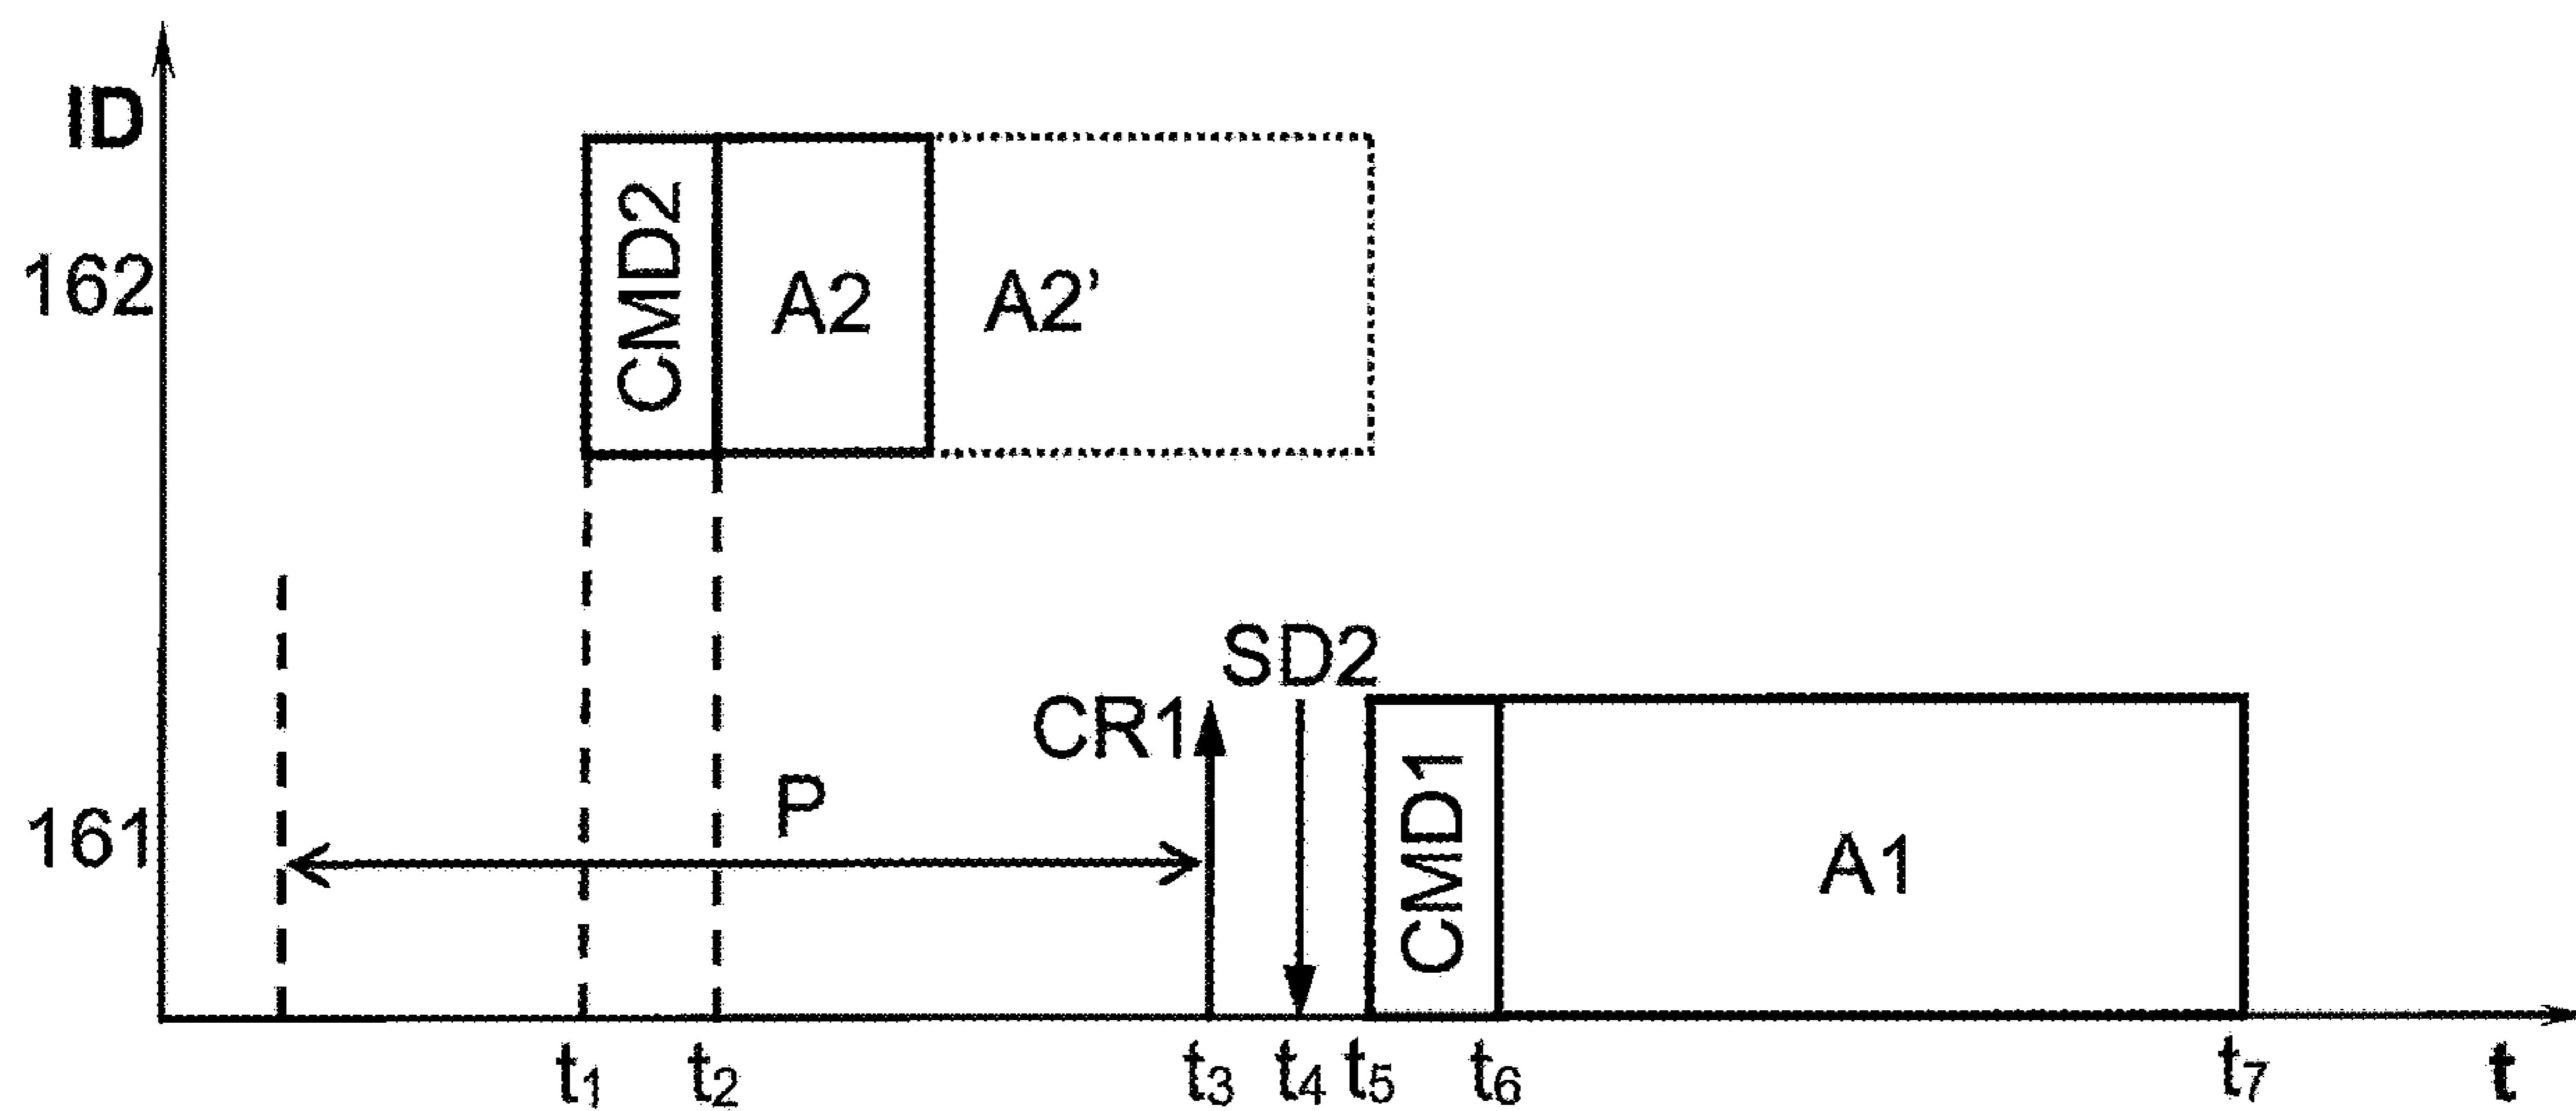 ID
162
CMD2
A2
A2'
SD2
CR1
P
161
CMD1
A1
t1 t2 t3 t4 t5 t6 t7 t